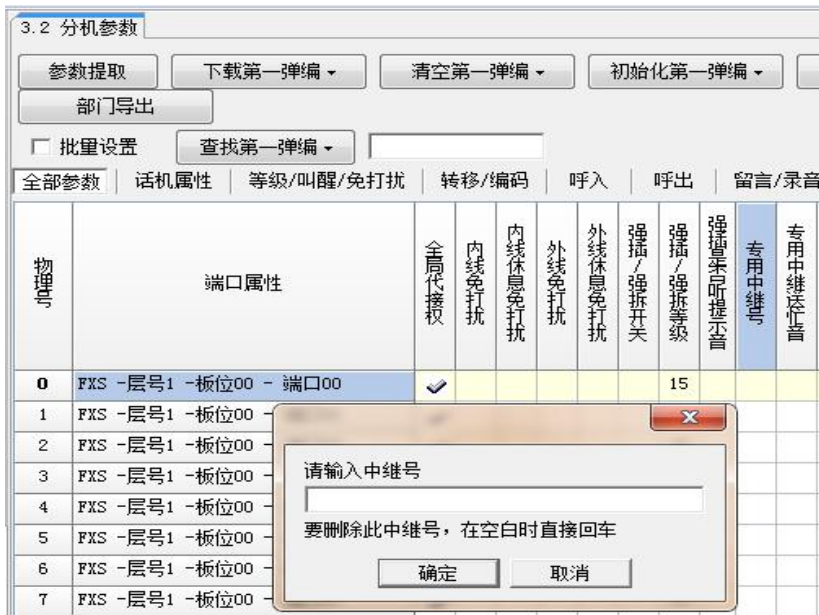 3.2 分机参数
参数提取 下载第一弹编 清空第一弹编 初始化第一弹编
部门导出
批里设置 查找第一弹编
全部参数 话机属性 等级/叫醒/免打扰 转移/编码 呼入 呼出 留言/录音
物理号 端口属性 全局代接权 内线免打扰 内线休息免打扰 外线免打扰 外线休息免打扰 强插/强拆开关 强插/强拆等级 专用中继号 专用中继送忙音
0 FXS -层号1 -板位00 - 端口00 15
1 FXS -层号1 -板位00 -
2 FXS -层号1 -板位00 -
3 FXS -层号1 -板位00 -
4 FXS -层号1 -板位00 -
5 FXS -层号1 -板位00 -
6 FXS -层号1 -板位00 -
7 FXS -层号1 -板位00 -
请输入中继号
要删除此中继号，在空白时直接回车
确定 取消